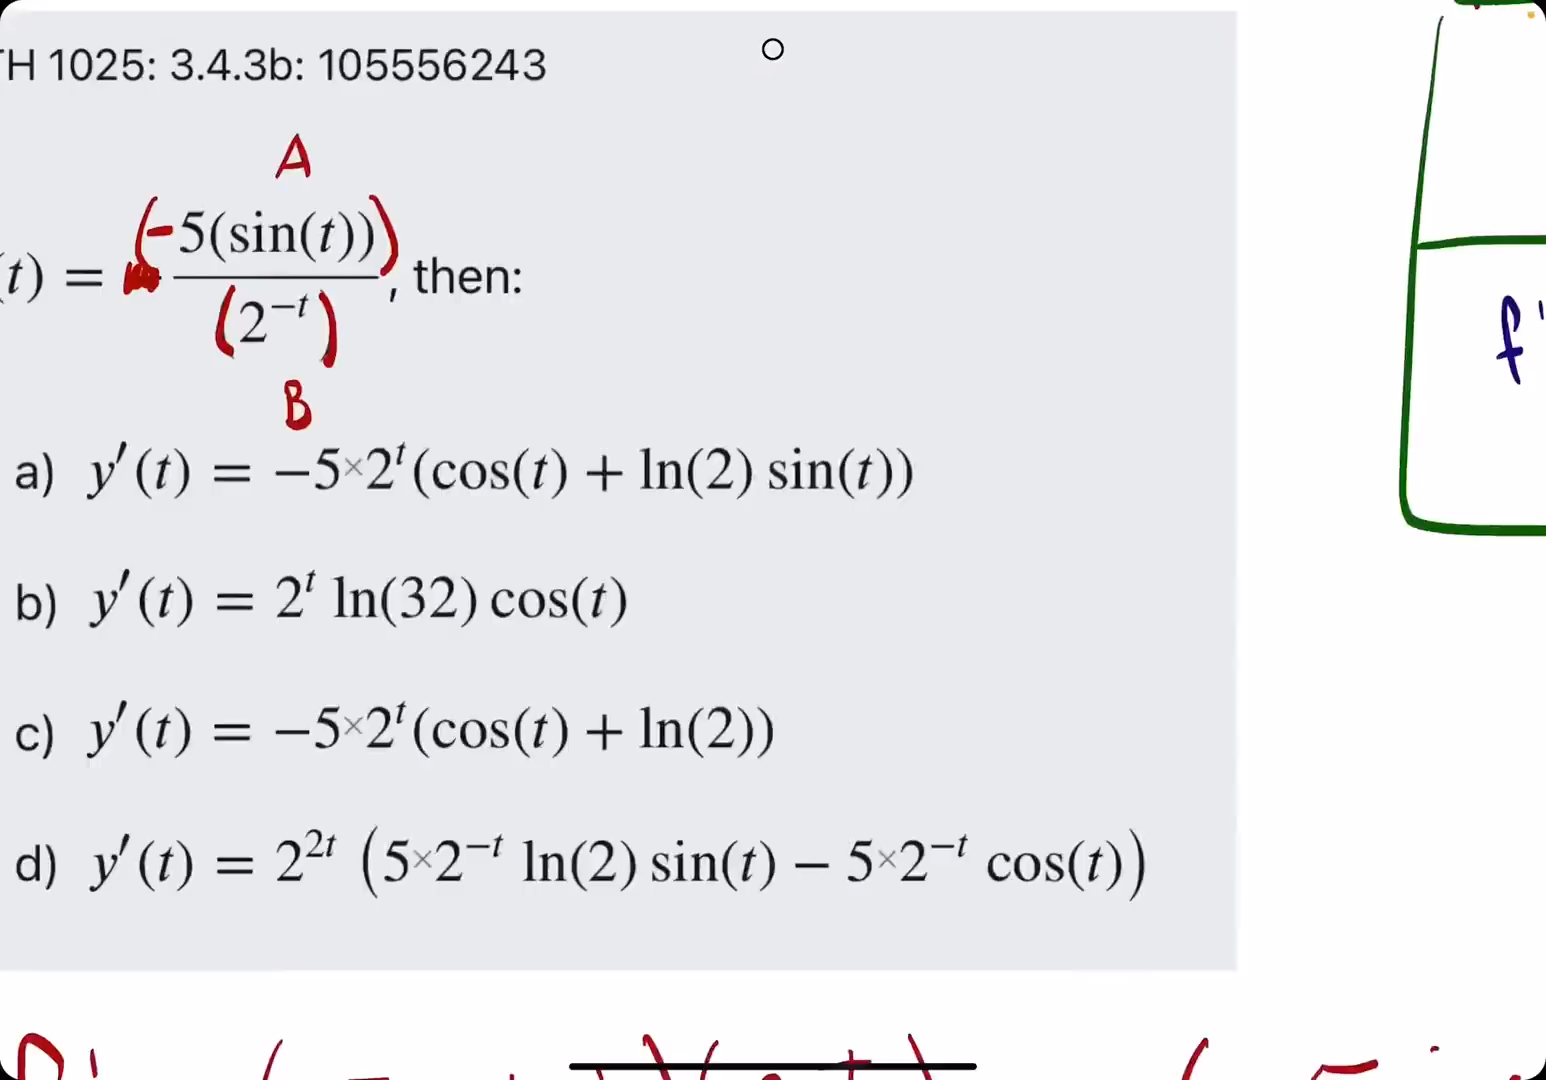 TH 1025: 3.4.3b: 105556243
A
(t) = (-5(sin(t))) / (2^{-t}), then:
B
a) y′(t) = −5×2^t(cos(t) + ln(2) sin(t))
b) y′(t) = 2^t ln(32) cos(t)
c) y′(t) = −5×2^t(cos(t) + ln(2))
d) y′(t) = 2^{2t} (5×2^{−t} ln(2) sin(t) − 5×2^{−t} cos(t))
f'